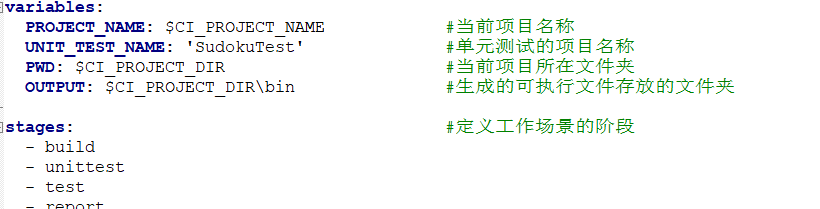 variables:
PROJECT_NAME: $CI_PROJECT_NAME #当前项目名称
UNIT_TEST_NAME: 'SudokuTest' #单元测试的项目名称
PWD: $CI_PROJECT_DIR #当前项目所在文件夹
OUTPUT: $CI_PROJECT_DIR\bin #生成的可执行文件存放的文件夹
stages: #定义工作场景的阶段
- build
- unittest
- test
- report